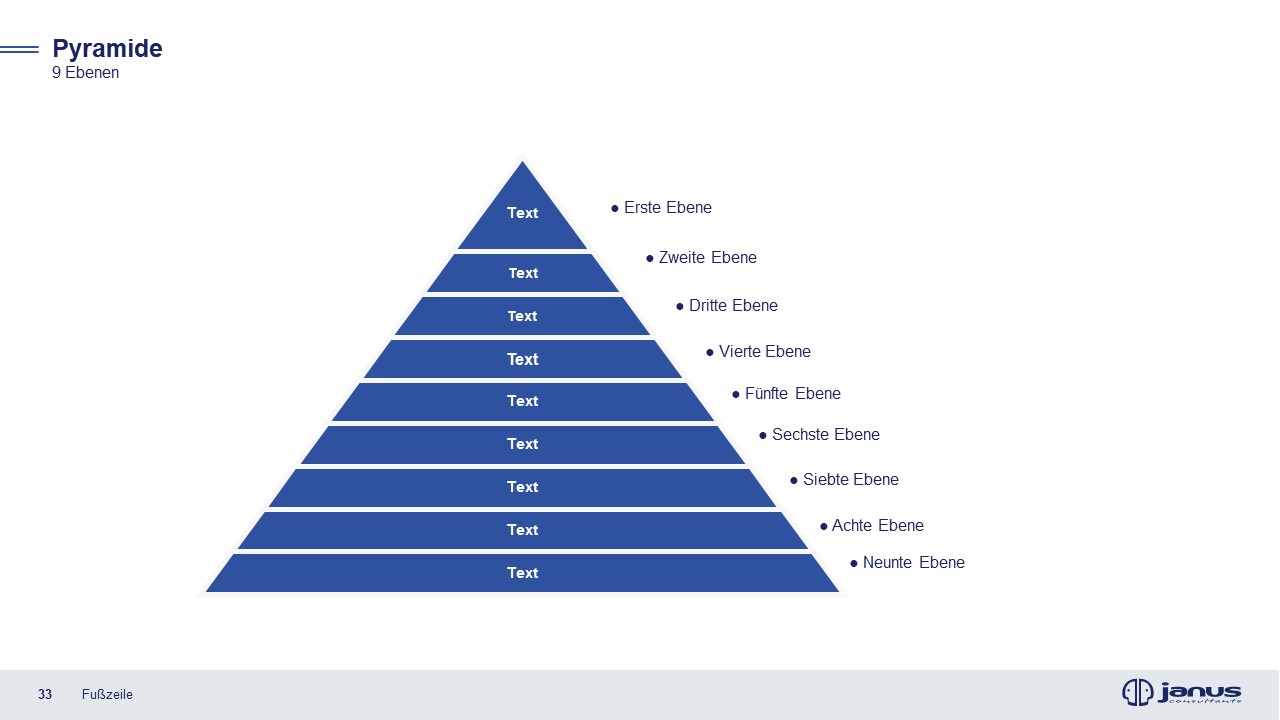 Pyramide
9 Ebenen
Text
• Erste Ebene
Text
• Zweite Ebene
Text
• Dritte Ebene
Text
• Vierte Ebene
Text
• Fünfte Ebene
Text
• Sechste Ebene
Text
• Siebte Ebene
Text
• Achte Ebene
Text
• Neunte Ebene
33 Fußzeile
janus
consultants